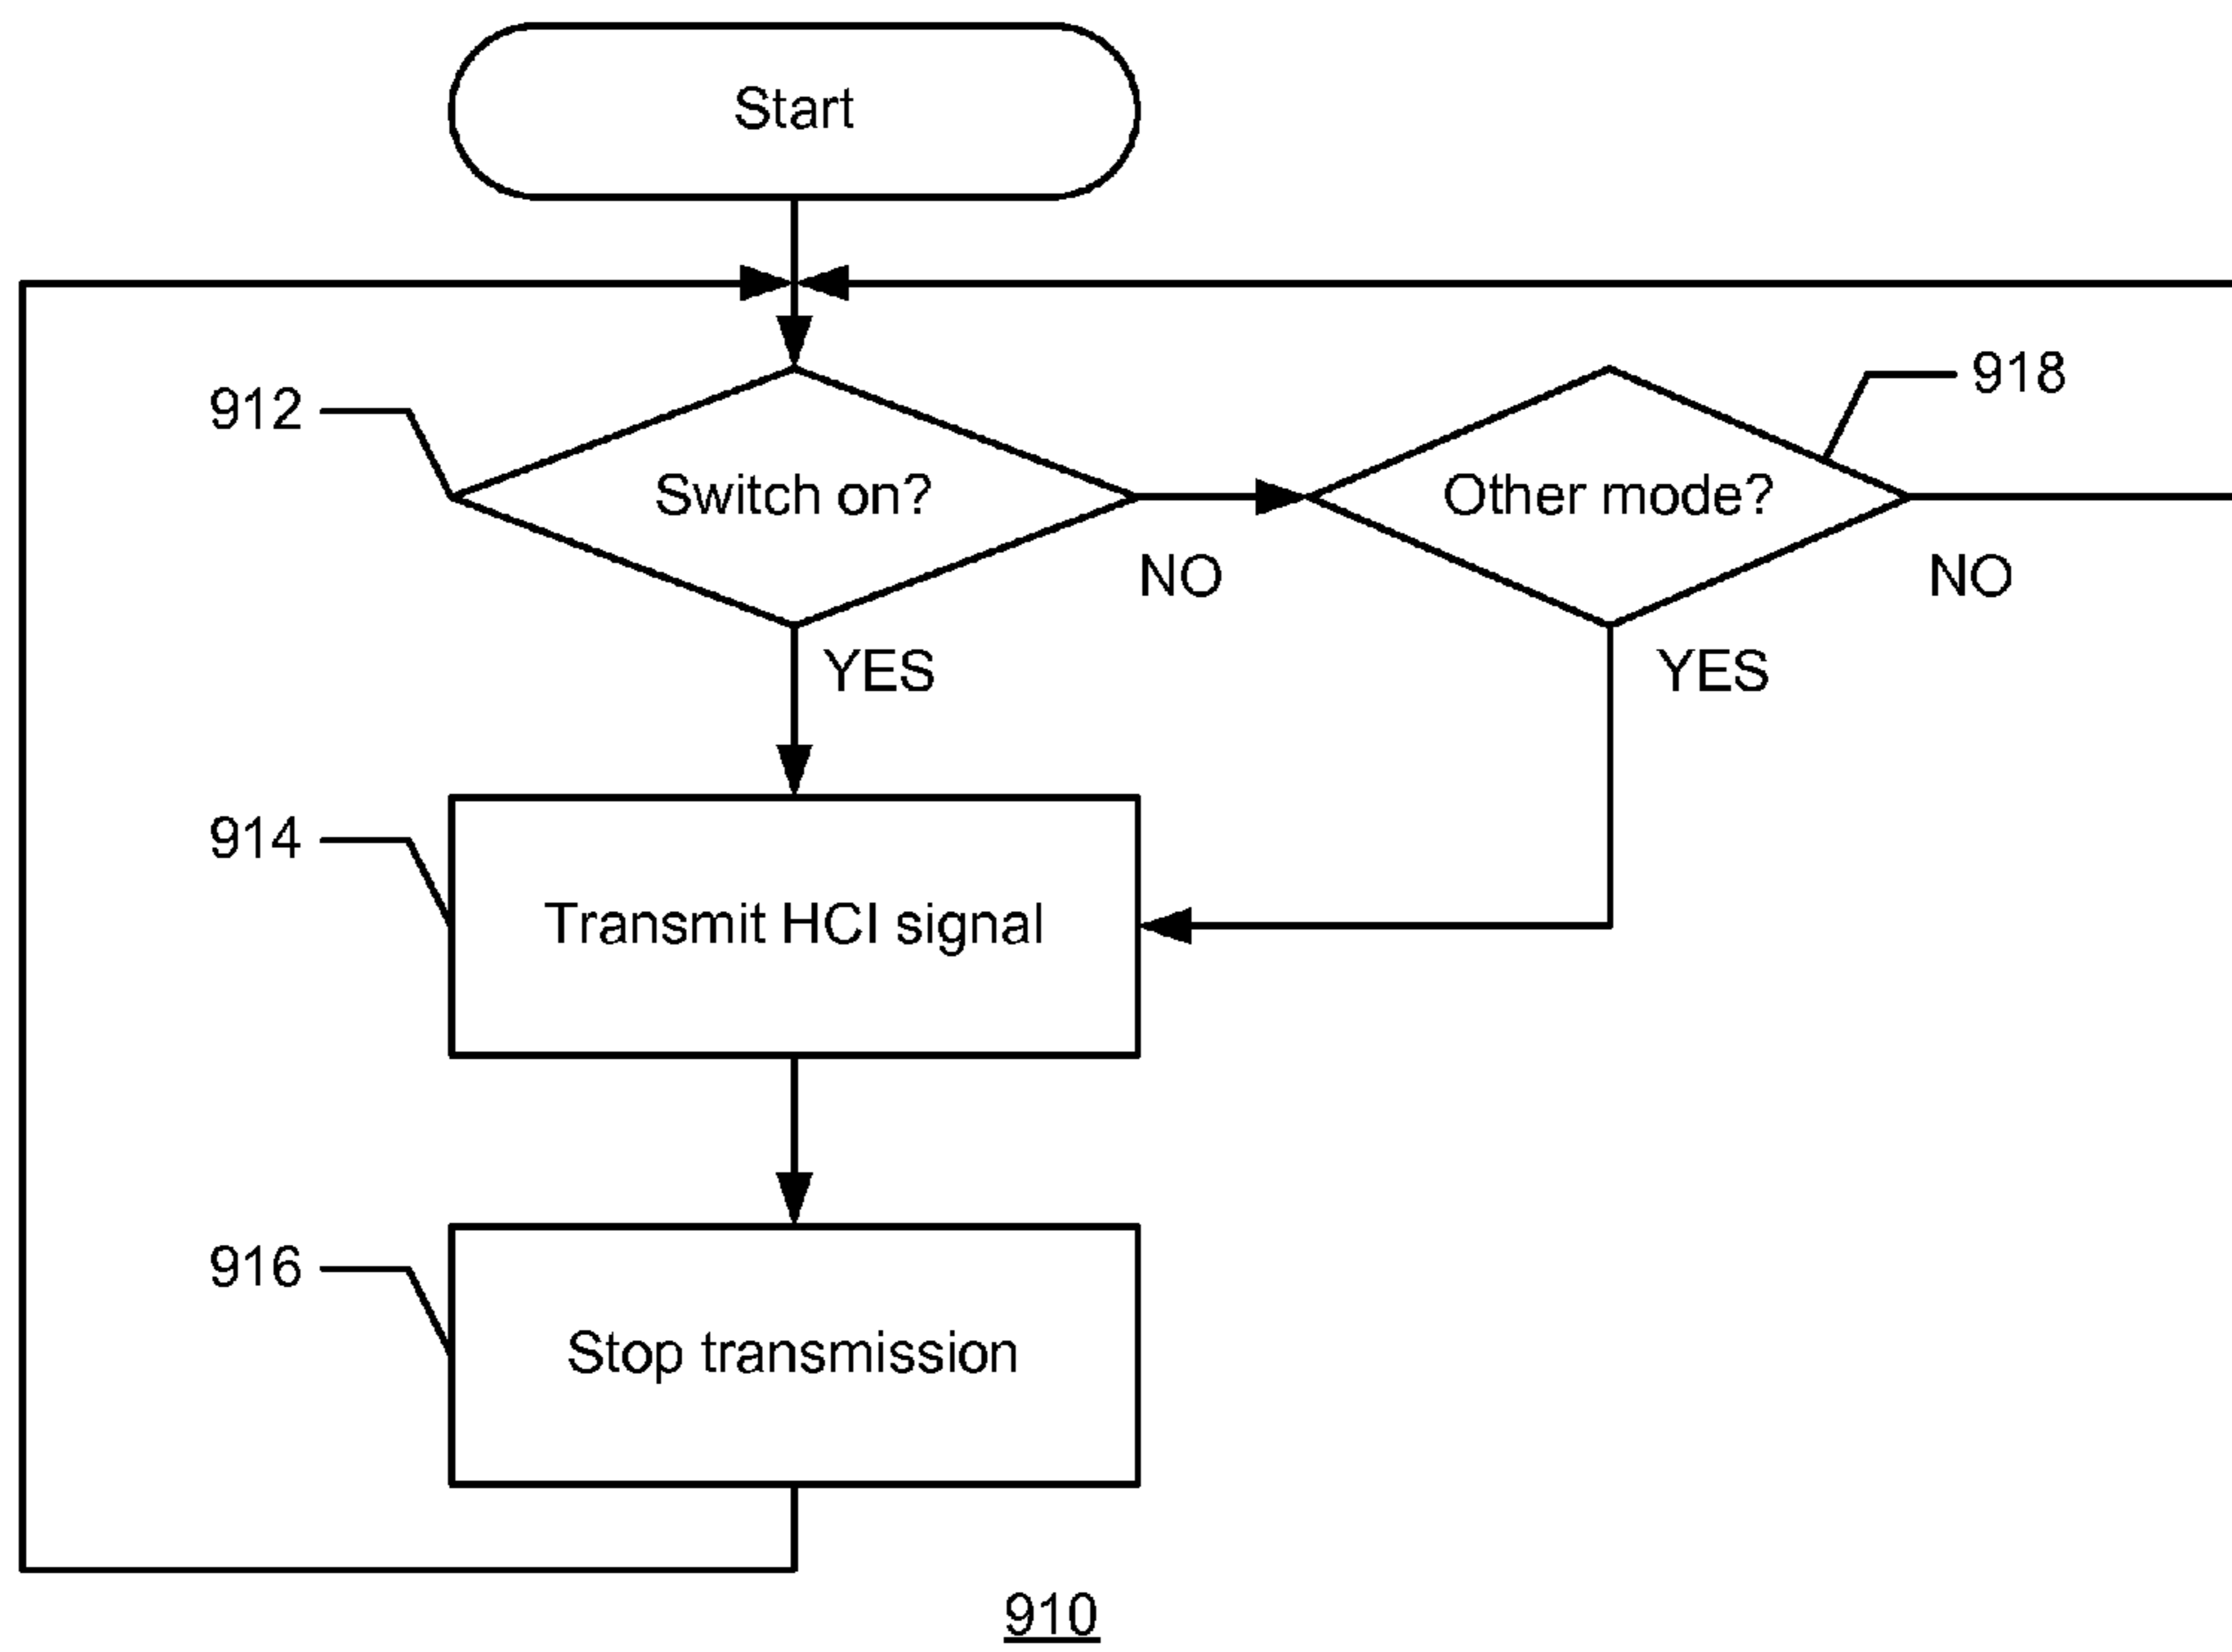 Start
912
918
Switch on?
Other mode?
NO
NO
YES
YES
914
Transmit HCI signal
916
Stop transmission
910